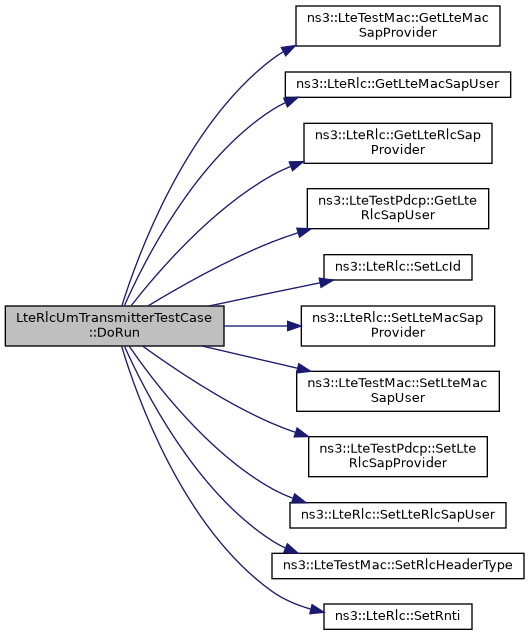 ns3::LteTestMac::GetLteMac
SapProvider
ns3::LteRlc::GetLteMacSapUser
ns3::LteRlc::GetLteRlcSap
Provider
ns3::LteTestPdcp::GetLte
RlcSapUser
ns3::LteRlc::SetLcId
LteRlcUmTransmitterTestCase
::DoRun
ns3::LteRlc::SetLteMacSap
Provider
ns3::LteTestMac::SetLteMac
SapUser
ns3::LteTestPdcp::SetLte
RlcSapProvider
ns3::LteRlc::SetLteRlcSapUser
ns3::LteTestMac::SetRlcHeaderType
ns3::LteRlc::SetRnti